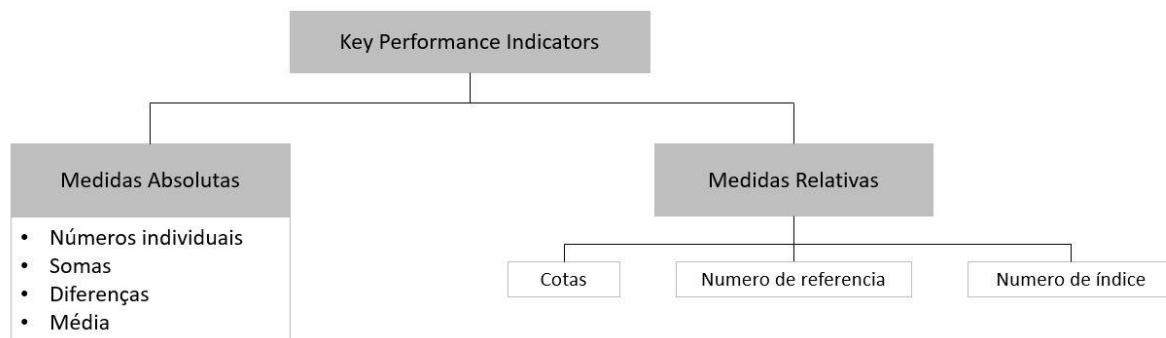 Key Performance Indicators
Medidas Absolutas
• Números individuais
• Somas
• Diferenças
• Média
Medidas Relativas
Cotas
Numero de referencia
Numero de índice